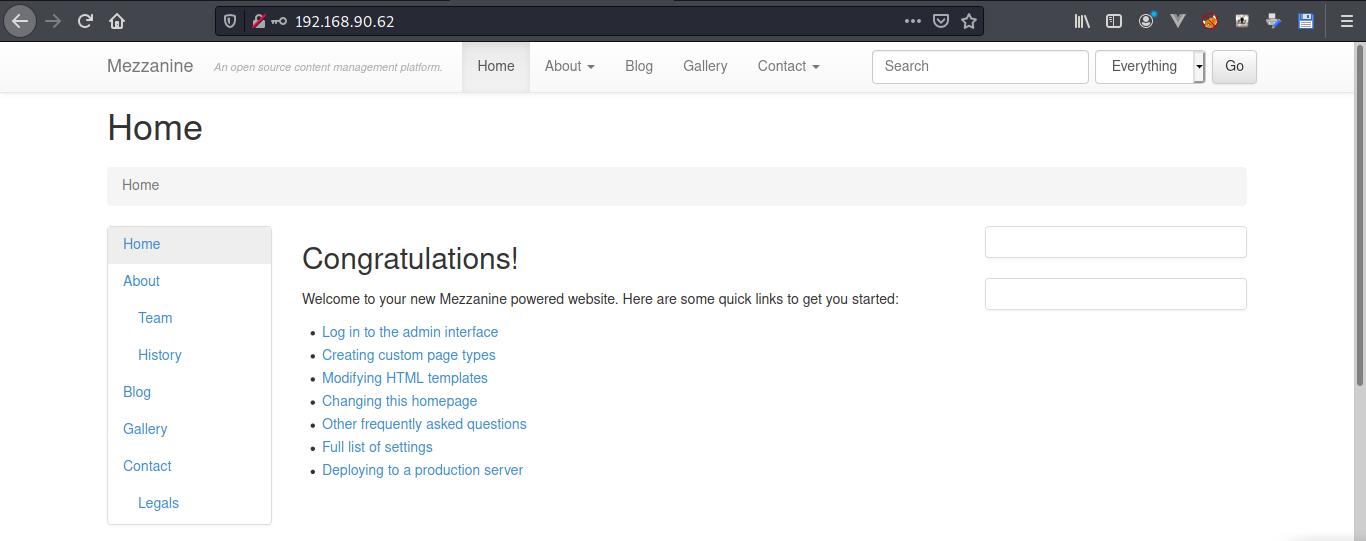 192.168.90.62
Mezzanine An open source content management platform. Home About Blog Gallery Contact Search Everything Go
Home
Home
Home
About
Team
History
Blog
Gallery
Contact
Legals
Congratulations!
Welcome to your new Mezzanine powered website. Here are some quick links to get you started:
Log in to the admin interface
Creating custom page types
Modifying HTML templates
Changing this homepage
Other frequently asked questions
Full list of settings
Deploying to a production server